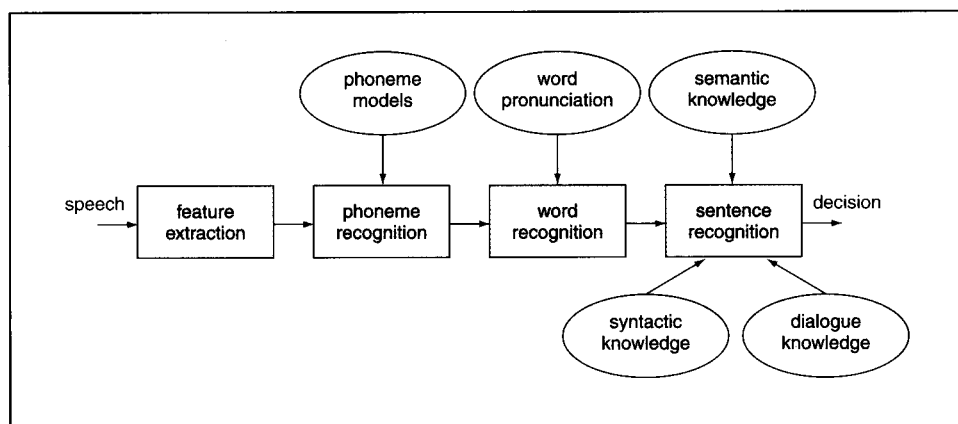 phoneme
models
word
pronunciation
semantic
knowledge
speech
feature
extraction
phoneme
recognition
word
recognition
sentence
recognition
decision
syntactic
knowledge
dialogue
knowledge